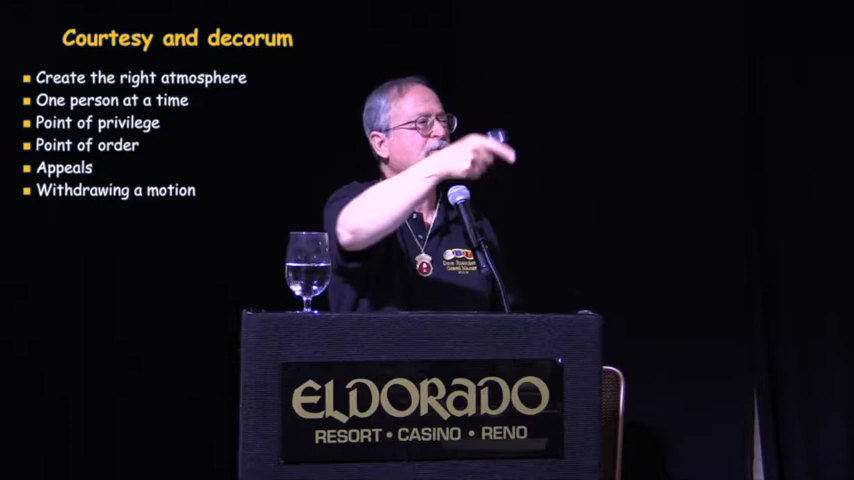 Courtesy and decorum
Create the right atmosphere
One person at a time
Point of privilege
Point of order
Appeals
Withdrawing a motion
ELDORADO
RESORT • CASINO • RENO